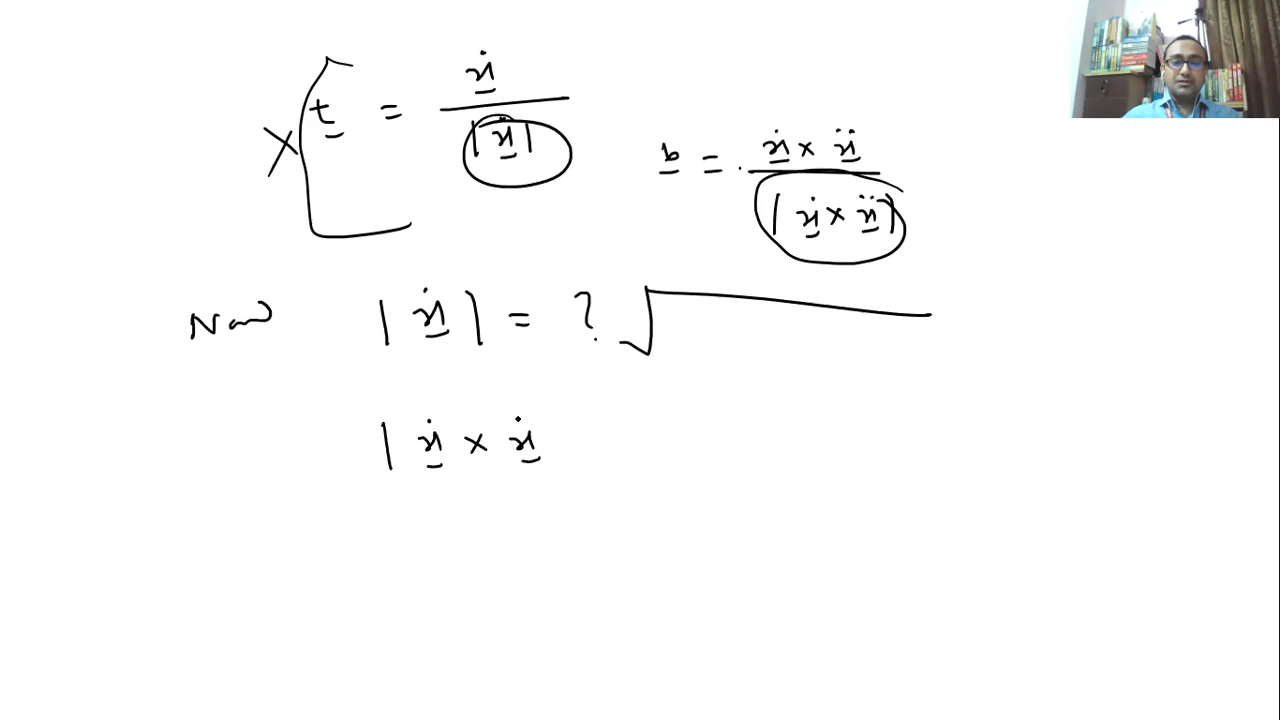 t = ẋ / |ẋ|
b = ẋ × ẍ / |ẋ × ẍ|
Now |ẋ| = ? √
|ẋ × ẋ